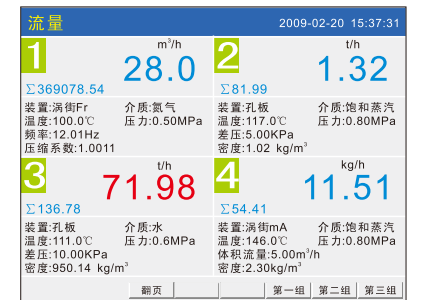 流量 2009-02-20 15:37:31
1 m³/h 28.0
Σ369078.54
装置:涡街Fr 介质:氮气
温度:100.0℃ 压力:0.50MPa
频率:12.01Hz
压缩系数:1.0011
2 t/h 1.32
Σ81.99
装置:孔板 介质:饱和蒸汽
温度:117.0℃ 压力:0.80MPa
差压:5.00KPa
密度:1.02 kg/m³
3 t/h 71.98
Σ136.78
装置:孔板 介质:水
温度:111.0℃ 压力:0.6MPa
差压:10.00KPa
密度:950.14 kg/m³
4 kg/h 11.51
Σ54.41
装置:涡街mA 介质:饱和蒸汽
温度:146.0℃ 压力:0.80MPa
体积流量:5.00m³/h
密度:2.30kg/m³
翻页 第一组 第二组 第三组